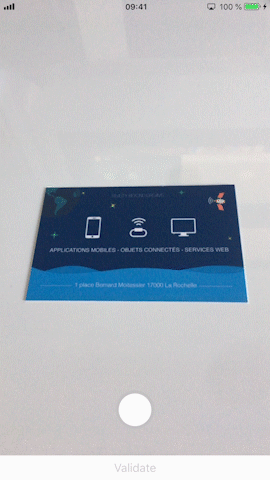 09:41
100 %
APPLICATIONS MOBILES - OBJETS CONNECTÉS - SERVICES WEB
1 place Bernard Moitessier 17000 La Rochelle
Validate